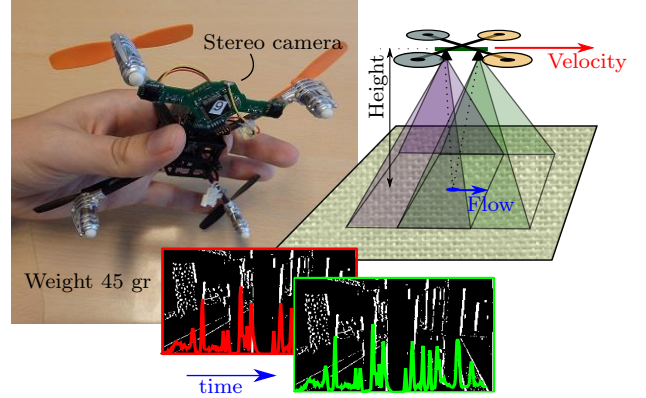 Stereo camera
Velocity
Height
Flow
Weight 45 gr
time